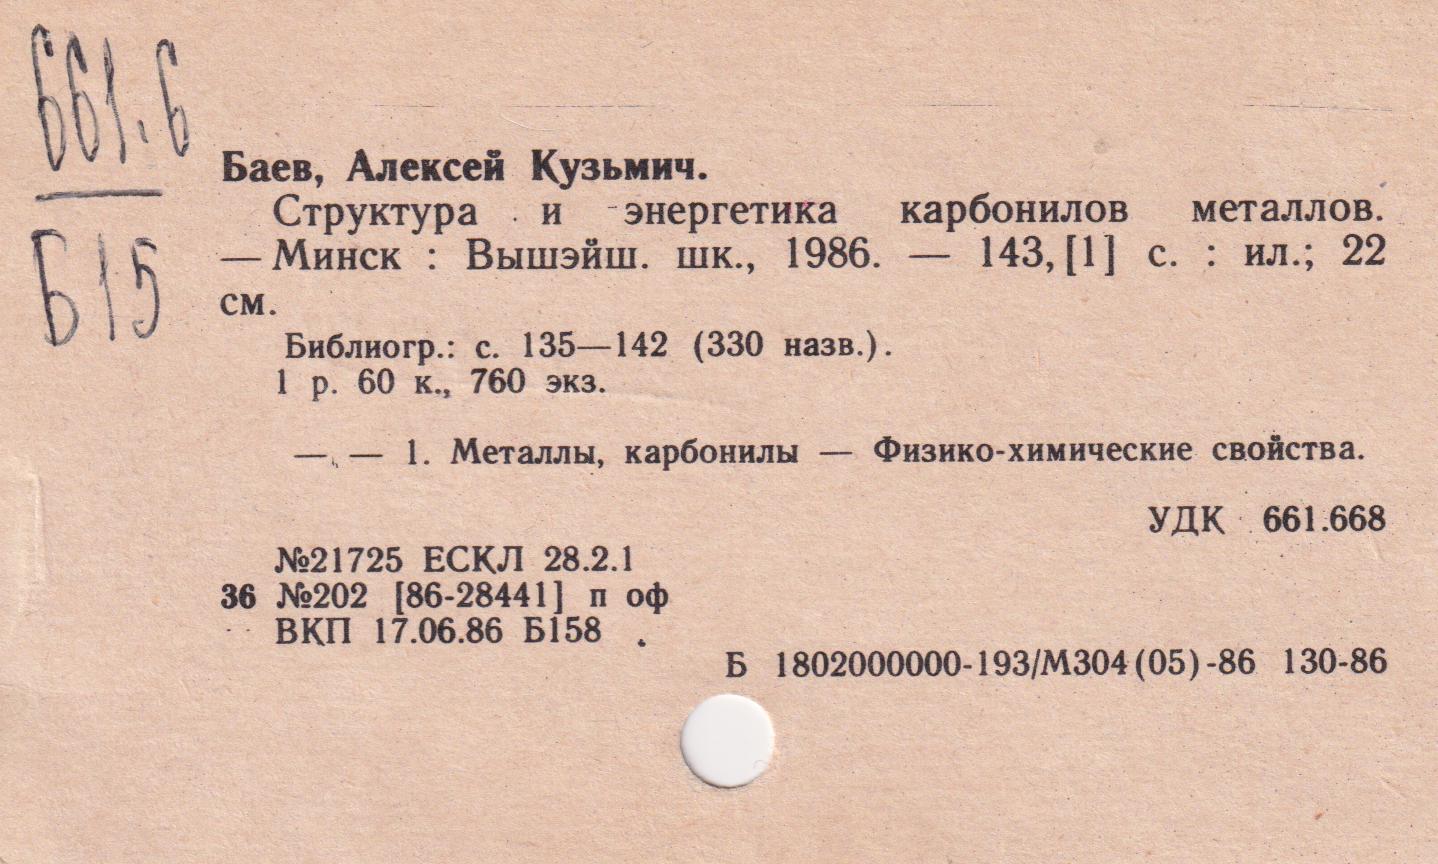 661.6
Б15
Баев, Алексей Кузьмич.
Структура и энергетика карбонилов металлов.
— Минск : Вышэйш. шк., 1986. — 143, [1] с. : ил.; 22
см.
Библиогр.: с. 135—142 (330 назв.).
1 р. 60 к., 760 экз.
—, — 1. Металлы, карбонилы — Физико-химические свойства.
УДК 661.668
№21725 ЕСКЛ 28.2.1
36 №202 [86-28441] п оф
ВКП 17.06.86 Б158
Б 1802000000-193/М304(05)-86 130-86